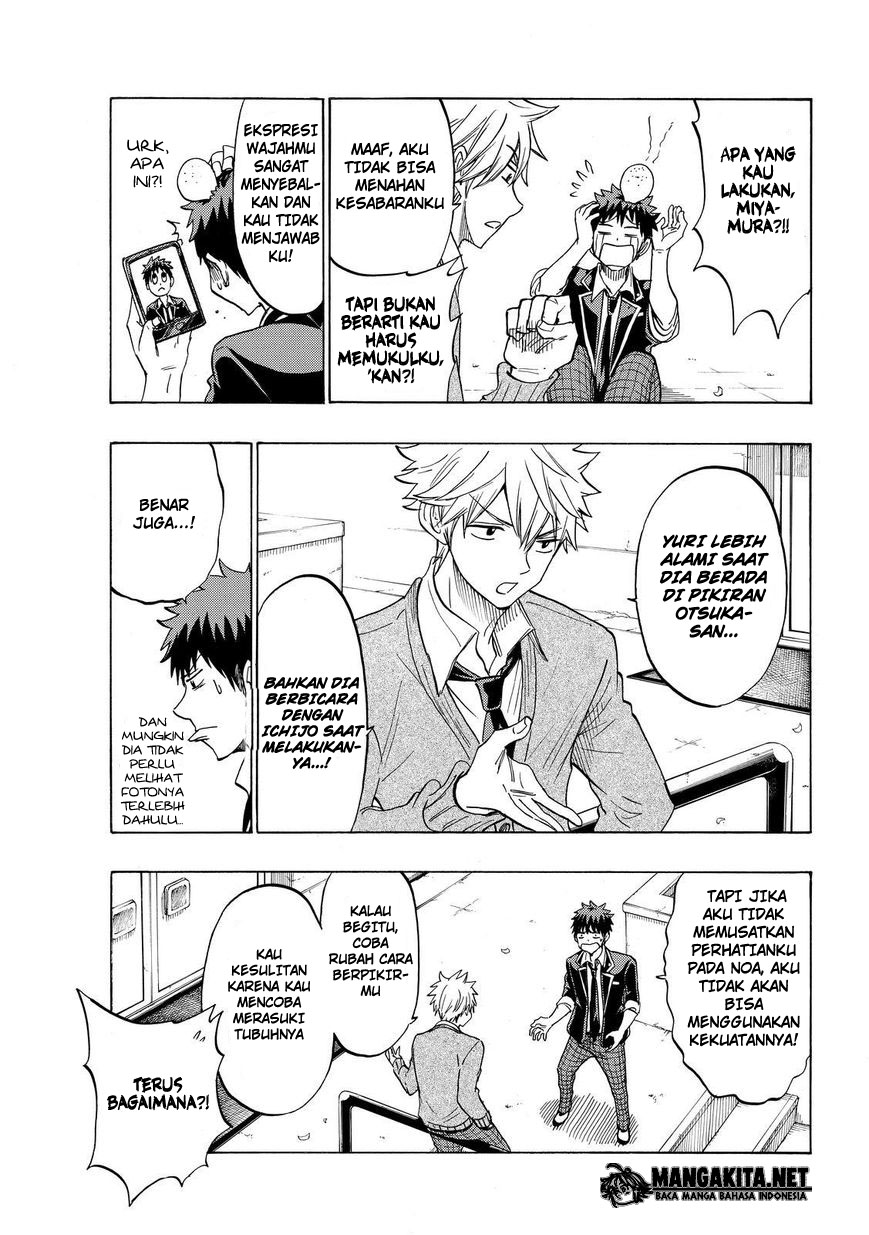 APA YANG
KAU
LAKUKAN,
MIYA-
MURA?!!
MAAF, AKU
TIDAK BISA
MENAHAN
KESABARANKU
TAPI BUKAN
BERARTI KAU
HARUS
MEMUKULKU,
'KAN?!
EKSPRESI
WAJAHMU
SANGAT
MENYEBAL-
KAN DAN
KAU TIDAK
MENJAWAB
KU!
URK,
APA
INI?!
YURI LEBIH
ALAMI SAAT
DIA BERADA
DI PIKIRAN
OTSUKA-
SAN...
BAHKAN DIA
BERBICARA
DENGAN
ICHIJO SAAT
MELAKUKAN-
YA...!
BENAR
JUGA...!
DAN
MUNGKIN
DIA TIDAK
PERLU
MELIHAT
FOTONYA
TERLEBIH
DAHULU...
TAPI JIKA
AKU TIDAK
MEMUSATKAN
PERHATIANKU
PADA NOA, AKU
TIDAK AKAN
BISA
MENGGUNAKAN
KEKUATANNYA!
KALAU
BEGITU,
COBA
RUBAH CARA
BERPIKIR-
MU
KAU
KESULITAN
KARENA KAU
MENCOBA
MERASUKI
TUBUHNYA
TERUS
BAGAIMANA?!
MANGAKITA.NET
BACA MANGA BAHASA INDONESIA